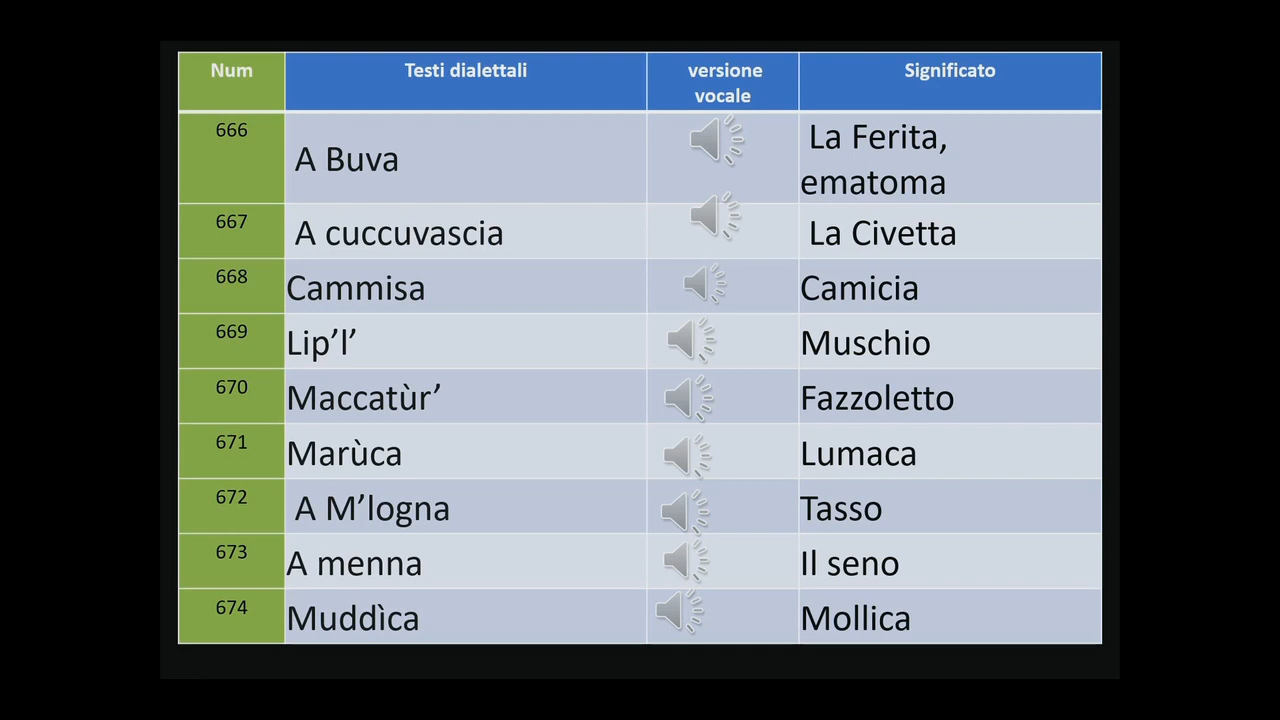 Num Testi dialettali versione vocale Significato
666 A Buva La Ferita, ematoma
667 A cuccuvascia La Civetta
668 Cammisa Camicia
669 Lip’l’ Muschio
670 Maccatùr’ Fazzoletto
671 Marùca Lumaca
672 A M’logna Tasso
673 A menna Il seno
674 Muddìca Mollica